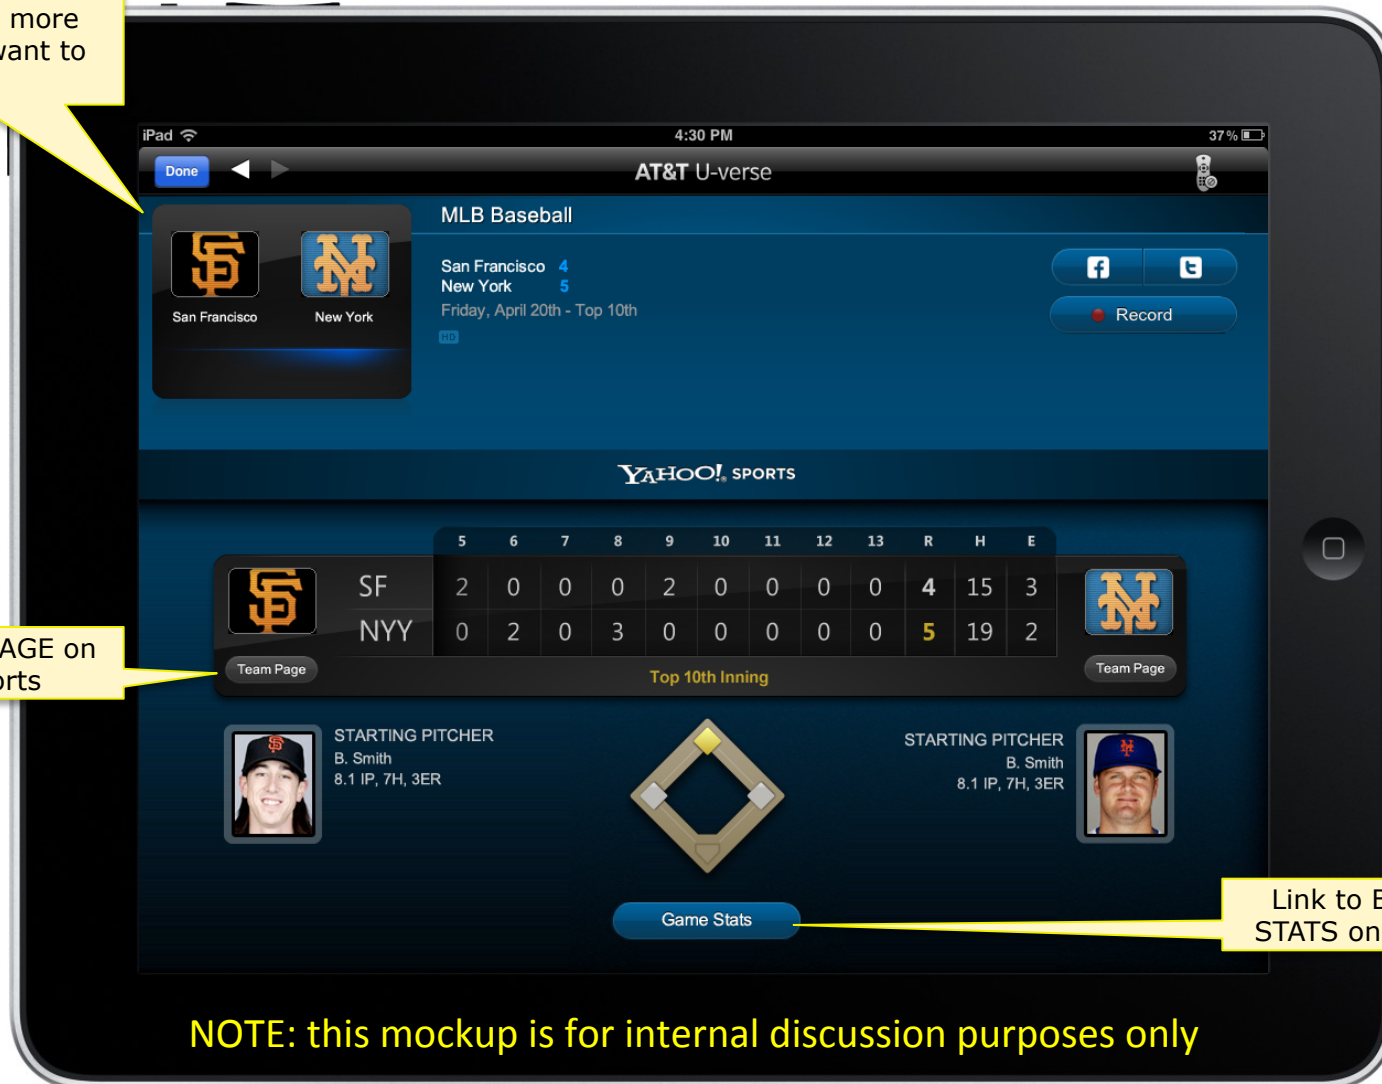 more
want to
iPad
4:30 PM
37%
Done
AT&T U-verse
MLB Baseball
San Francisco 4
New York 5
Friday, April 20th - Top 10th
HD
San Francisco
New York
Record
YAHOO! SPORTS
5 6 7 8 9 10 11 12 13 R H E
SF 2 0 0 0 2 0 0 0 0 4 15 3
NYY 0 2 0 3 0 0 0 0 0 5 19 2
Team Page
Top 10th Inning
Team Page
AGE on
orts
STARTING PITCHER
B. Smith
8.1 IP, 7H, 3ER
STARTING PITCHER
B. Smith
8.1 IP, 7H, 3ER
Game Stats
Link to B
STATS on
NOTE: this mockup is for internal discussion purposes only